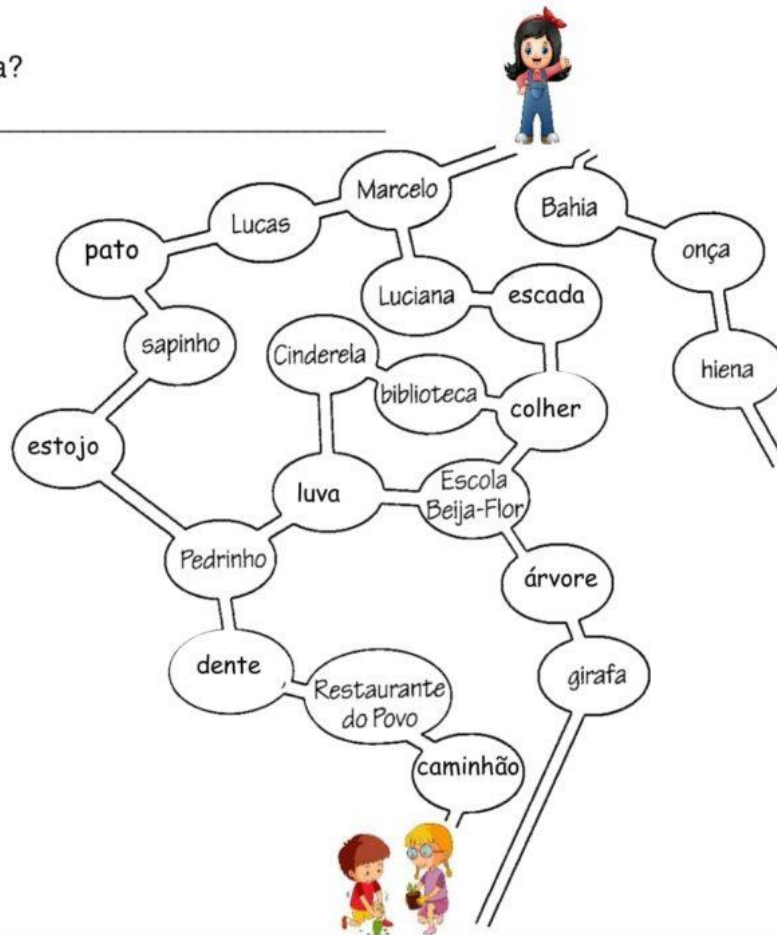 a?
Marcelo
Lucas
Bahia
pato
onça
Luciana
escada
sapinho
Cinderela
hiena
biblioteca
colher
estojo
luva
Escola
Beija-Flor
Pedrinho
árvore
dente
girafa
Restaurante
do Povo
caminhão